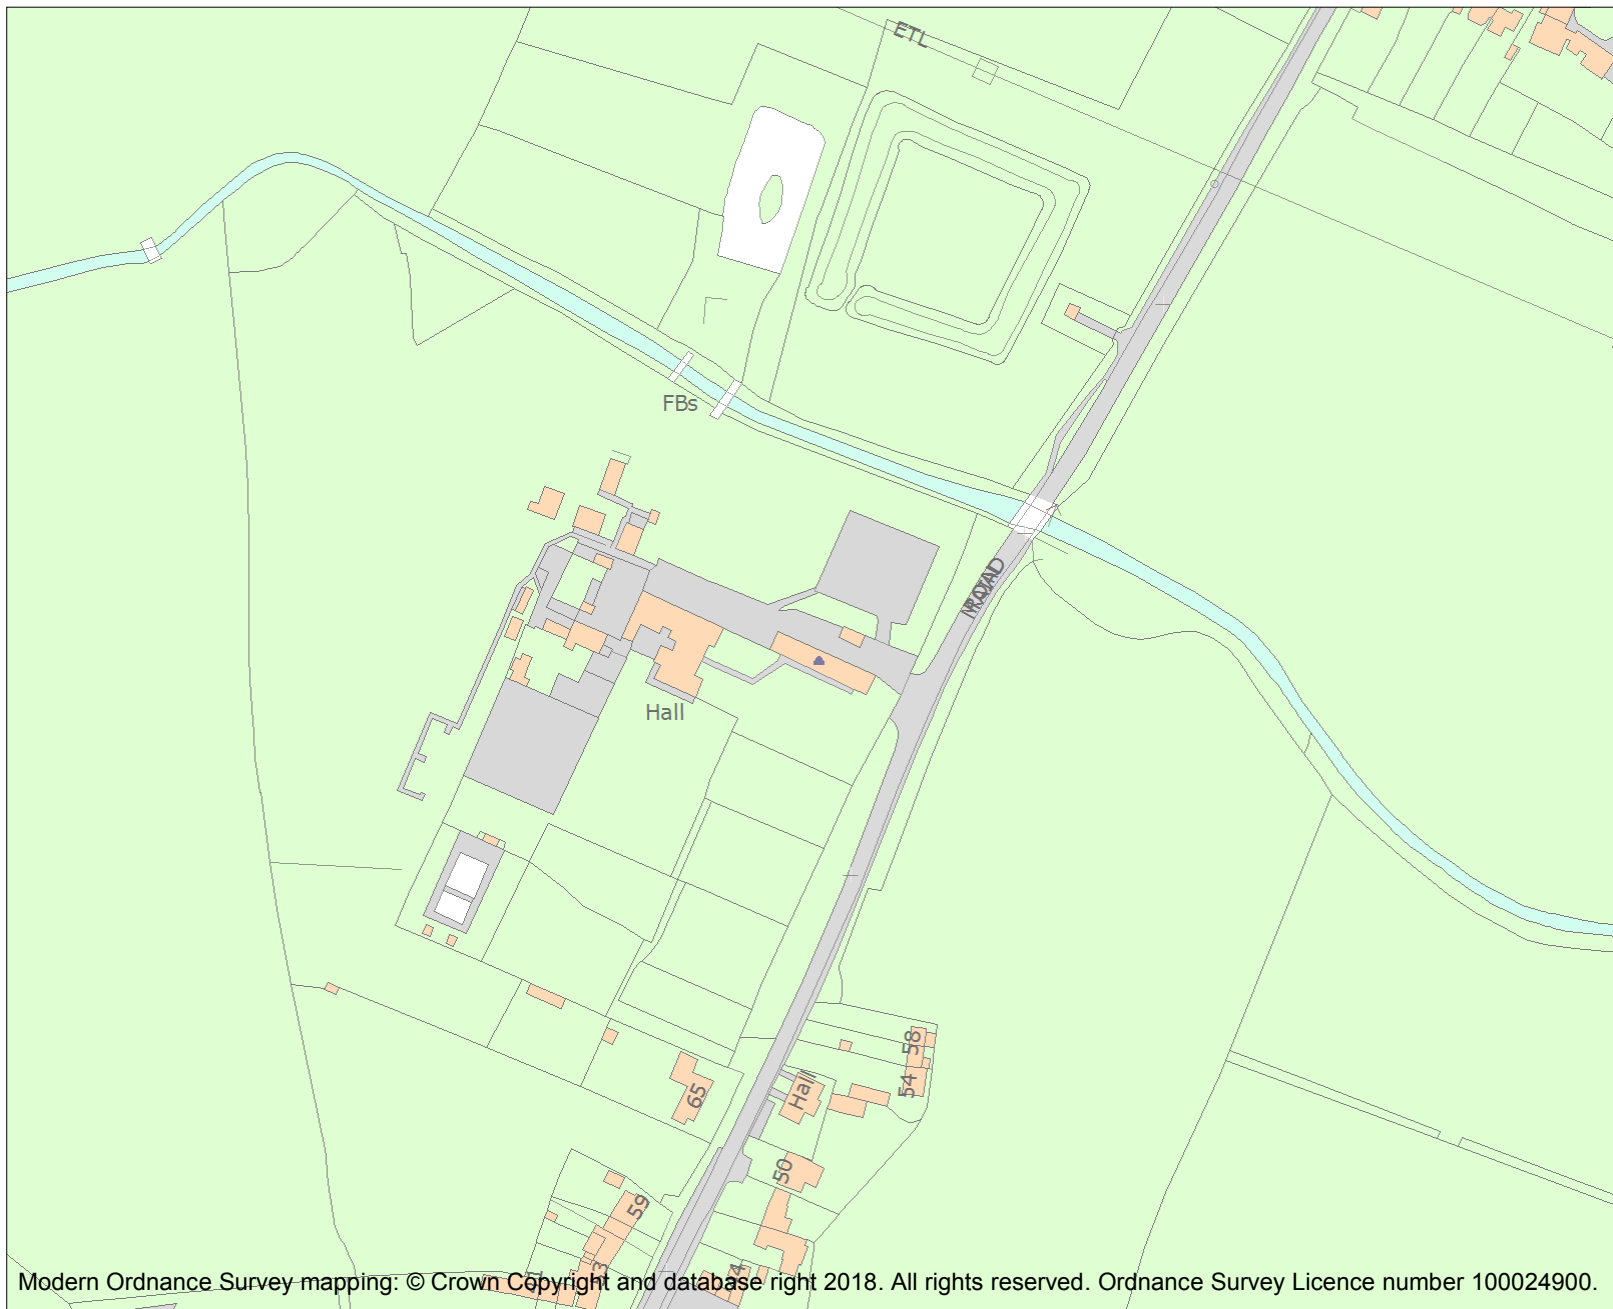 ETL
FBs
ROAD
Hall
58
54
Hall
65
50
59
Modern Ordnance Survey mapping: © Crown Copyright and database right 2018. All rights reserved. Ordnance Survey Licence number 100024900.